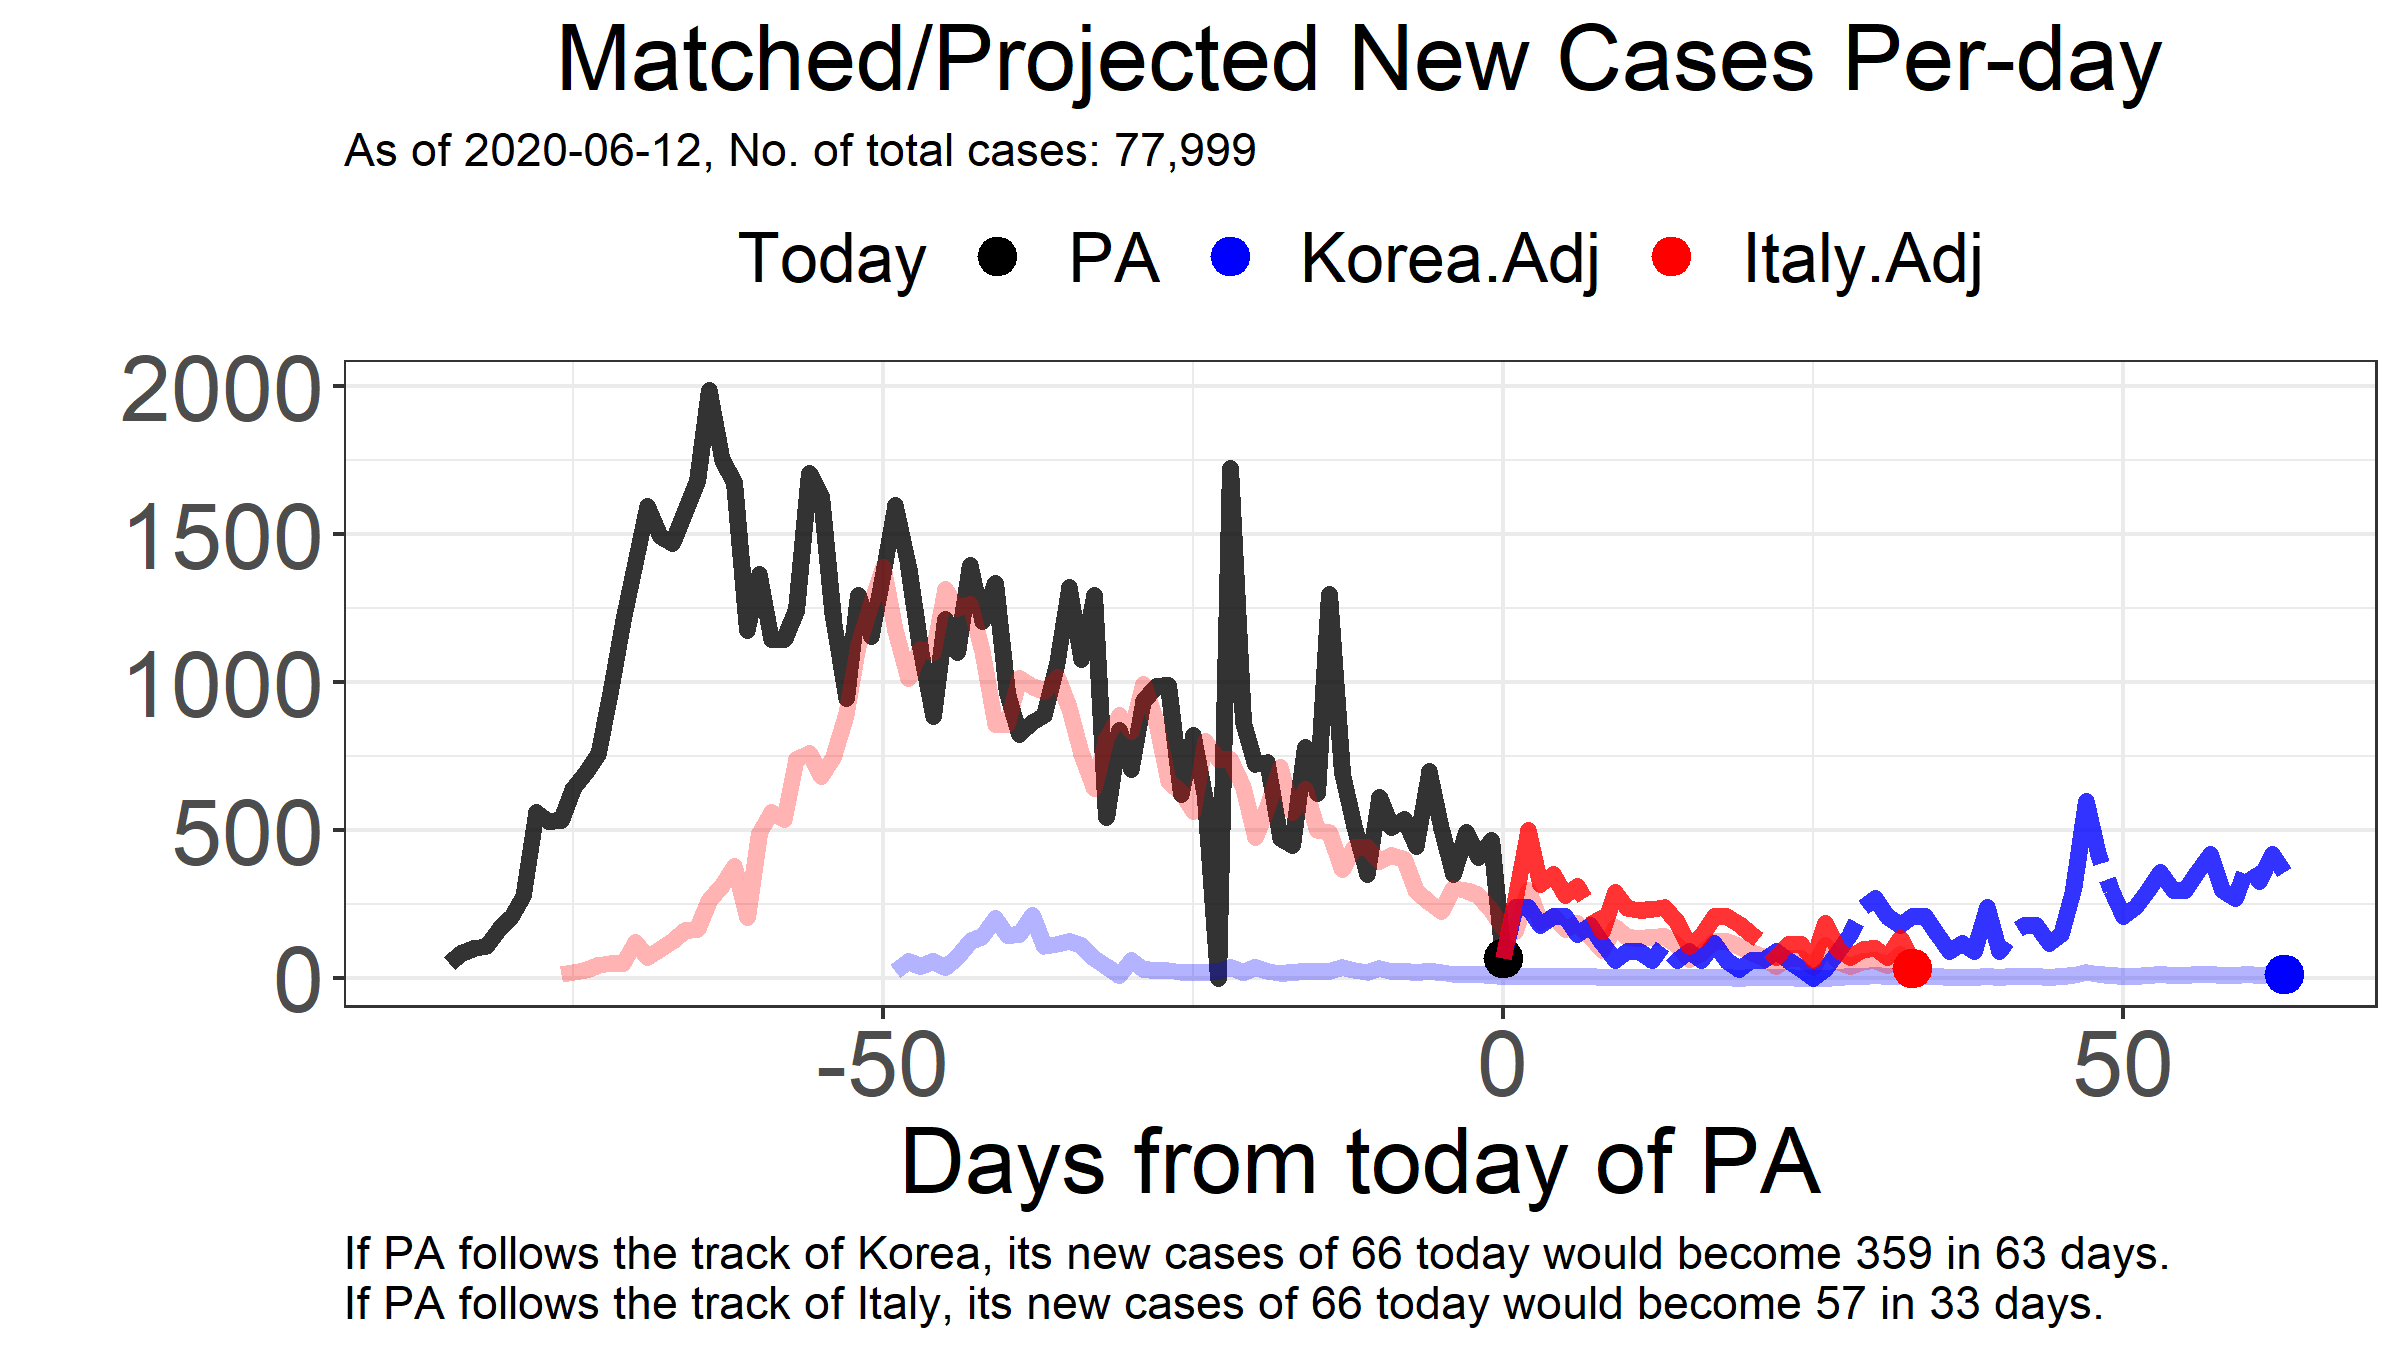 Matched/Projected New Cases Per-day
As of 2020-06-12, No. of total cases: 77,999
Today PA Korea.Adj Italy.Adj
2000
1500
1000
500
0
-50 0 50
Days from today of PA
If PA follows the track of Korea, its new cases of 66 today would become 359 in 63 days.
If PA follows the track of Italy, its new cases of 66 today would become 57 in 33 days.